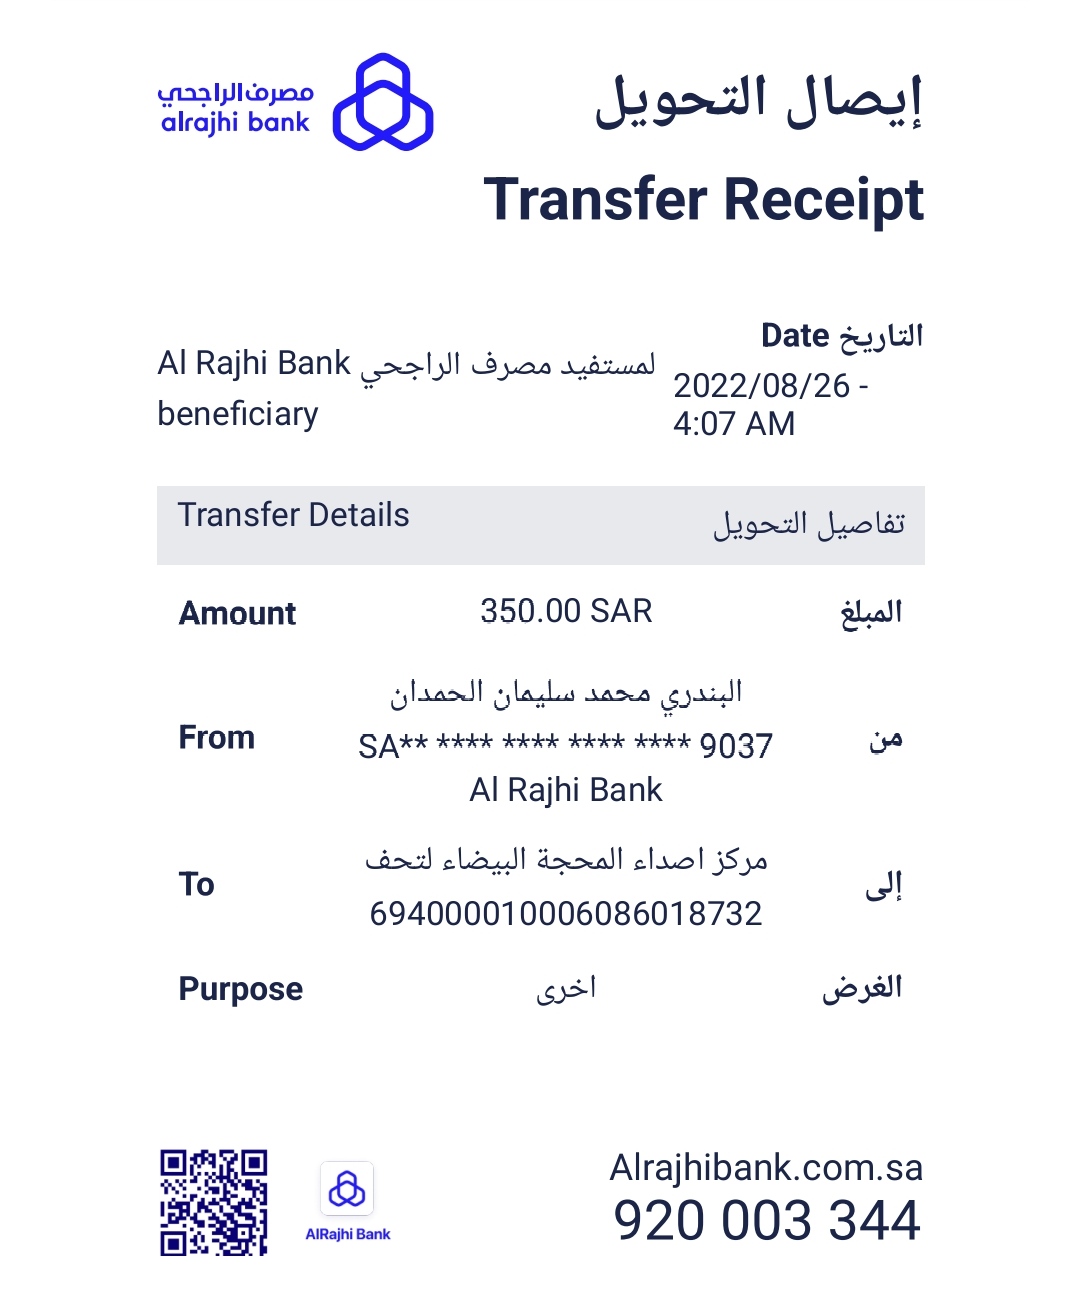 مصرف الراجحي
alrajhi bank
إيصال التحويل
Transfer Receipt
التاريخ Date
2022/08/26 -
4:07 AM
Al Rajhi Bank لمستفيد مصرف الراجحي
beneficiary
Transfer Details تفاصيل التحويل
Amount 350.00 SAR المبلغ
البندري محمد سليمان الحمدان
From SA** **** **** **** **** 9037 من
Al Rajhi Bank
مركز اصداء المحجة البيضاء لتحف
To 694000010006086018732 إلى
Purpose اخرى الغرض
AlRajhi Bank
Alrajhibank.com.sa
920 003 344